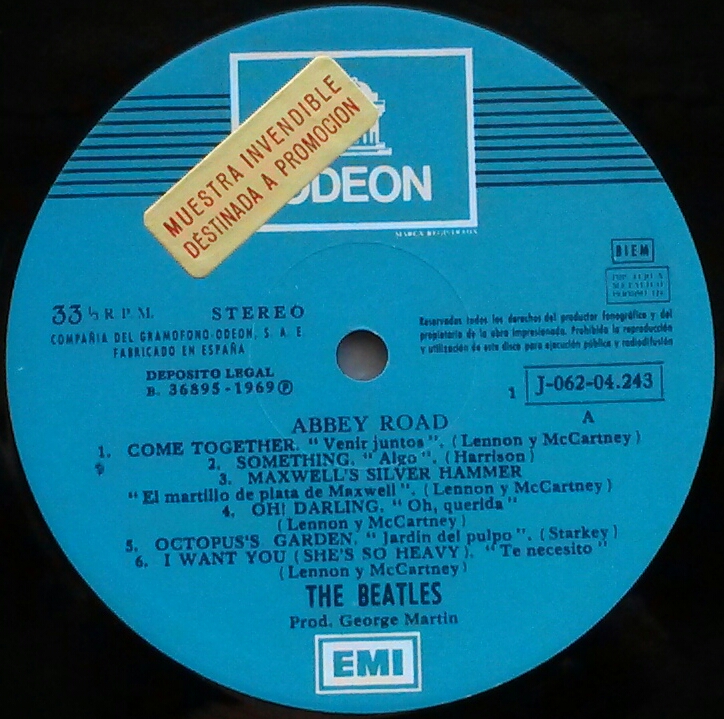 MUESTRA INVENDIBLE
DESTINADA A PROMOCION
ODEON
MARCA REGISTRADA
BIEM
33 ⅓ R. P. M. STEREO
COMPAÑIA DEL GRAMOFONO-ODEON, S. A. E.
FABRICADO EN ESPAÑA
Reservados todos los derechos del productor fonográfico y del
propietario de la obra impresionada. Prohibida la reproducción
y utilización de este disco para ejecución pública y radiodifusión
DEPOSITO LEGAL
B. 36895-1969 Ⓟ
1 J-062-04.243
A
ABBEY ROAD
1. COME TOGETHER. "Venir juntos". (Lennon y McCartney)
2. SOMETHING. "Algo". (Harrison)
3. MAXWELL'S SILVER HAMMER
"El martillo de plata de Maxwell". (Lennon y McCartney)
4. OH! DARLING. "Oh, querida"
(Lennon y McCartney)
5. OCTOPUS'S GARDEN. "Jardín del pulpo". (Starkey)
6. I WANT YOU (SHE'S SO HEAVY). "Te necesito"
(Lennon y McCartney)
THE BEATLES
Prod. George Martin
EMI